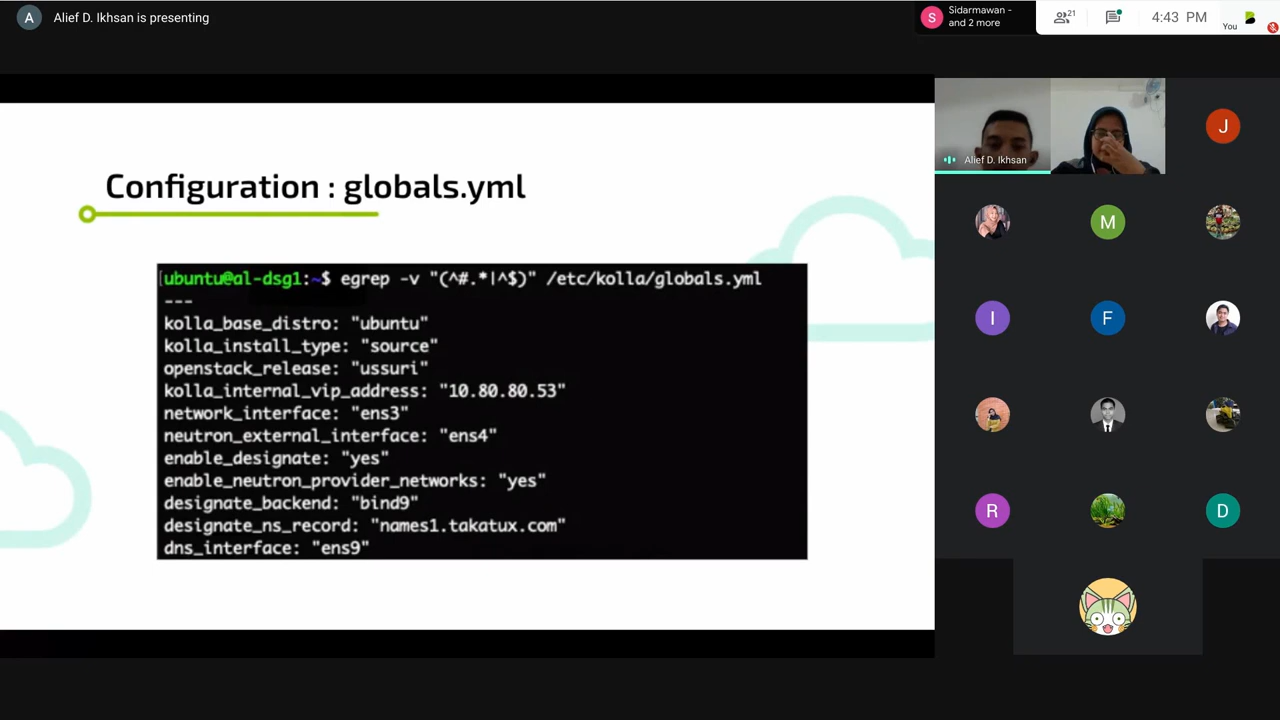 A
Alief D. Ikhsan is presenting
S
Sidarmawan -
and 2 more
21
4:43 PM
You
Configuration : globals.yml
[ubuntu@al-dsg1:~$ egrep -v "(^#.*|^$)" /etc/kolla/globals.yml
---
kolla_base_distro: "ubuntu"
kolla_install_type: "source"
openstack_release: "ussuri"
kolla_internal_vip_address: "10.80.80.53"
network_interface: "ens3"
neutron_external_interface: "ens4"
enable_designate: "yes"
enable_neutron_provider_networks: "yes"
designate_backend: "bind9"
designate_ns_record: "names1.takatux.com"
dns_interface: "ens9"
Alief D. Ikhsan
J
M
I
F
R
D